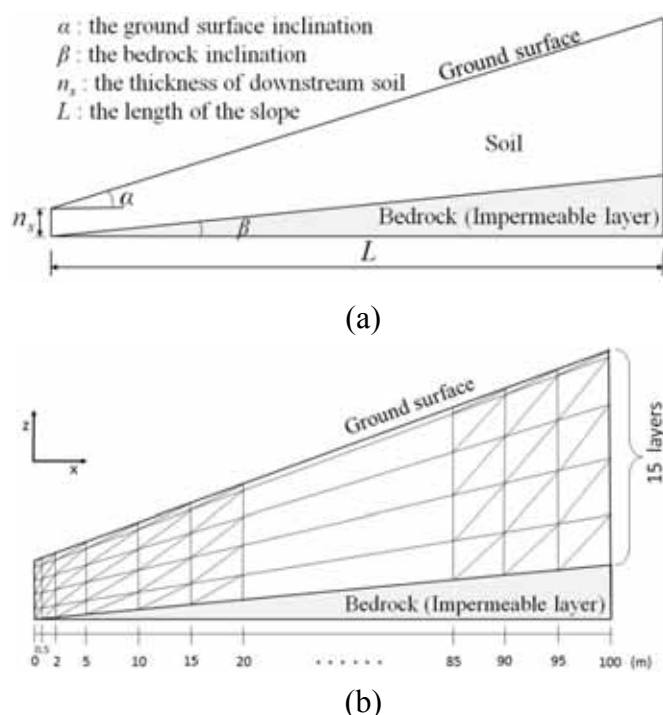 α : the ground surface inclination
β : the bedrock inclination
nₛ : the thickness of downstream soil
L : the length of the slope
Ground surface
Soil
α
nₛ
β
Bedrock (Impermeable layer)
L
(a)
Ground surface
z
x
15 layers
Bedrock (Impermeable layer)
0 0.5 2 5 10 15 20 ...... 85 90 95 100 (m)
(b)